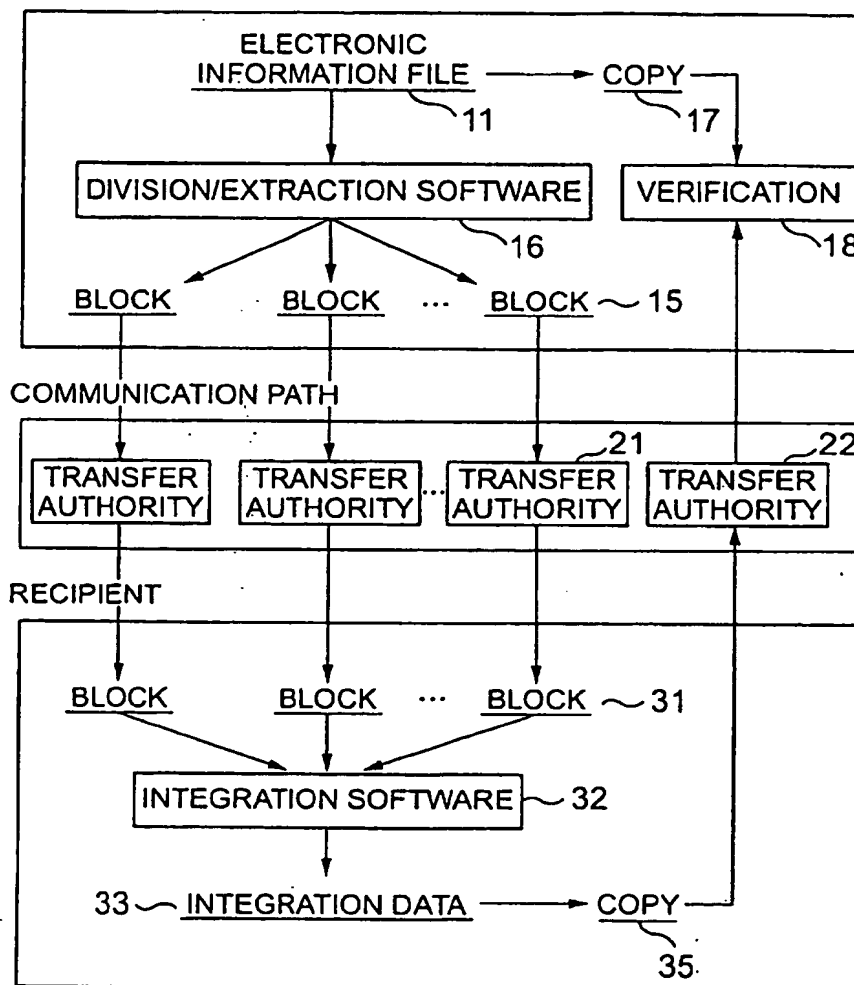 ELECTRONIC
INFORMATION FILE
COPY
11
17
DIVISION/EXTRACTION SOFTWARE
VERIFICATION
16
18
BLOCK
BLOCK
...
BLOCK
15
COMMUNICATION PATH
21
22
TRANSFER
AUTHORITY
TRANSFER
AUTHORITY
...
TRANSFER
AUTHORITY
TRANSFER
AUTHORITY
RECIPIENT
BLOCK
BLOCK
...
BLOCK
31
INTEGRATION SOFTWARE
32
33
INTEGRATION DATA
COPY
35